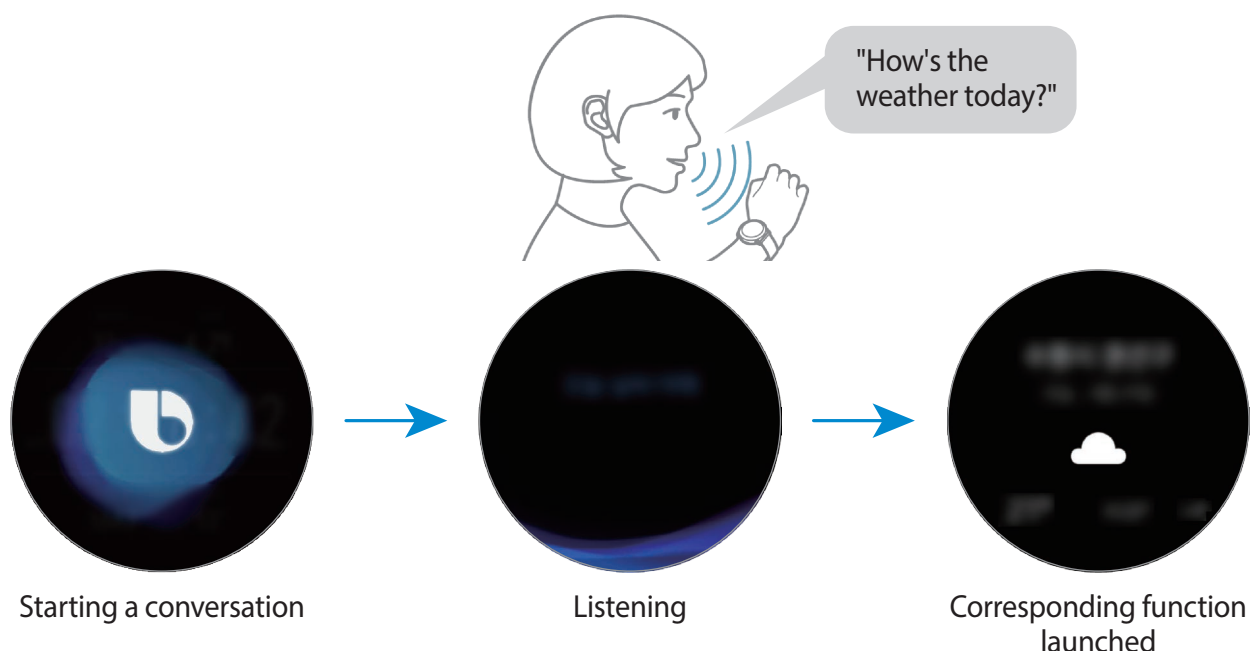 "How's the
weather today?"
Starting a conversation
Listening
Corresponding function
launched